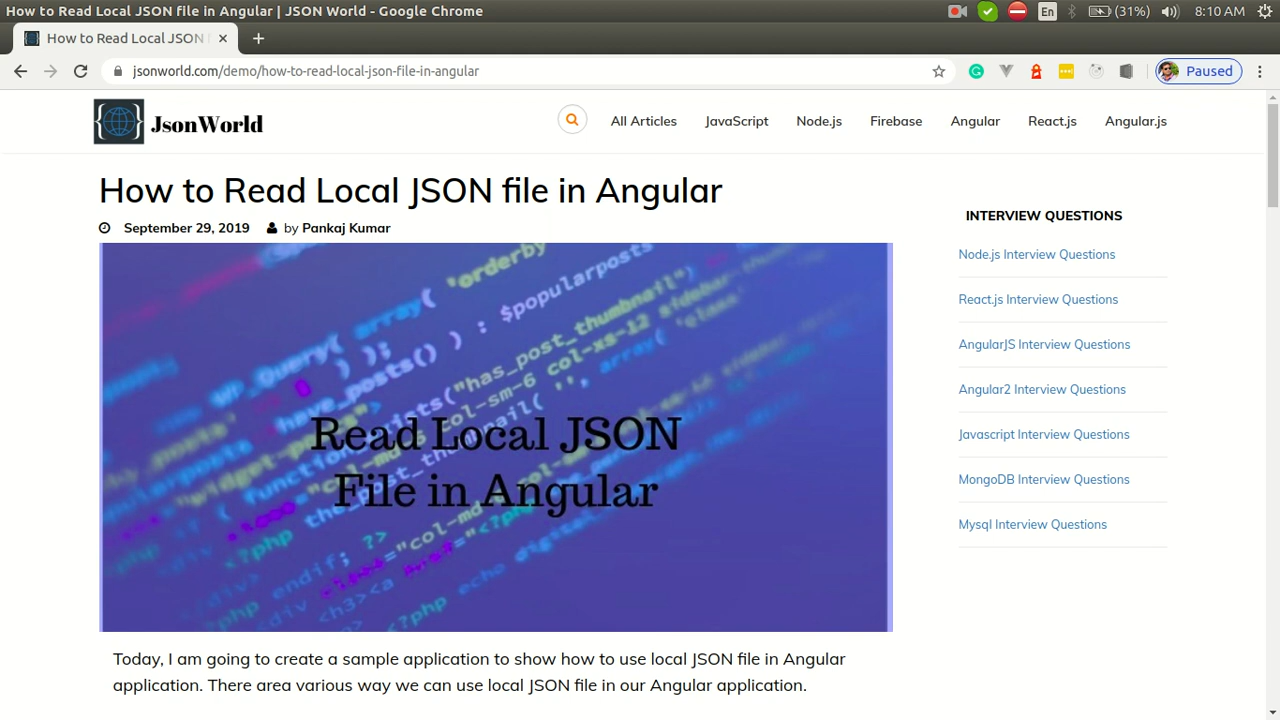 How to Read Local JSON file in Angular | JSON World - Google Chrome
En
(31%)
8:10 AM
How to Read Local JSON
jsonworld.com/demo/how-to-read-local-json-file-in-angular
Paused
JsonWorld
All Articles
JavaScript
Node.js
Firebase
Angular
React.js
Angular.js
How to Read Local JSON file in Angular
September 29, 2019
by Pankaj Kumar
Read Local JSON
File in Angular
Today, I am going to create a sample application to show how to use local JSON file in Angular
application. There area various way we can use local JSON file in our Angular application.
INTERVIEW QUESTIONS
Node.js Interview Questions
React.js Interview Questions
AngularJS Interview Questions
Angular2 Interview Questions
Javascript Interview Questions
MongoDB Interview Questions
Mysql Interview Questions